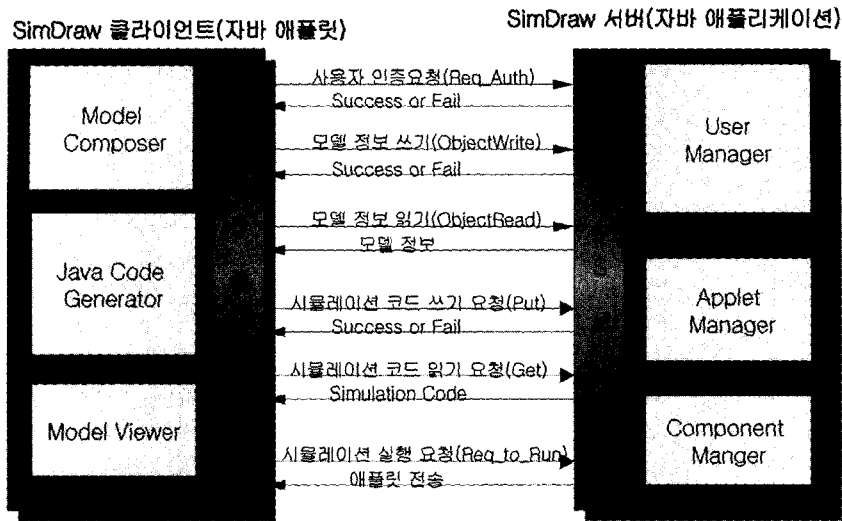 SimDraw 클라이언트(자바 애플릿)
SimDraw 서버(자바 애플리케이션)
Model
Composer
Java Code
Generator
Model Viewer
사용자 인증요청(Req_Auth)
Success or Fail
모델 정보 쓰기(ObjectWrite)
Success or Fail
모델 정보 읽기(ObjectRead)
모델 정보
시뮬레이션 코드 쓰기 요청(Put)
Success or Fail
시뮬레이션 코드 읽기 요청(Get)
Simulation Code
시뮬레이션 실행 요청(Req_to_Run)
애플릿 전송
User
Manager
Applet
Manager
Component
Manger